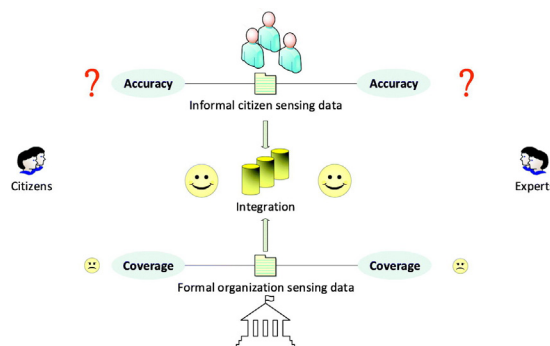 ? Accuracy Accuracy ?
Informal citizen sensing data
Citizens Expert
Integration
Coverage Coverage
Formal organization sensing data